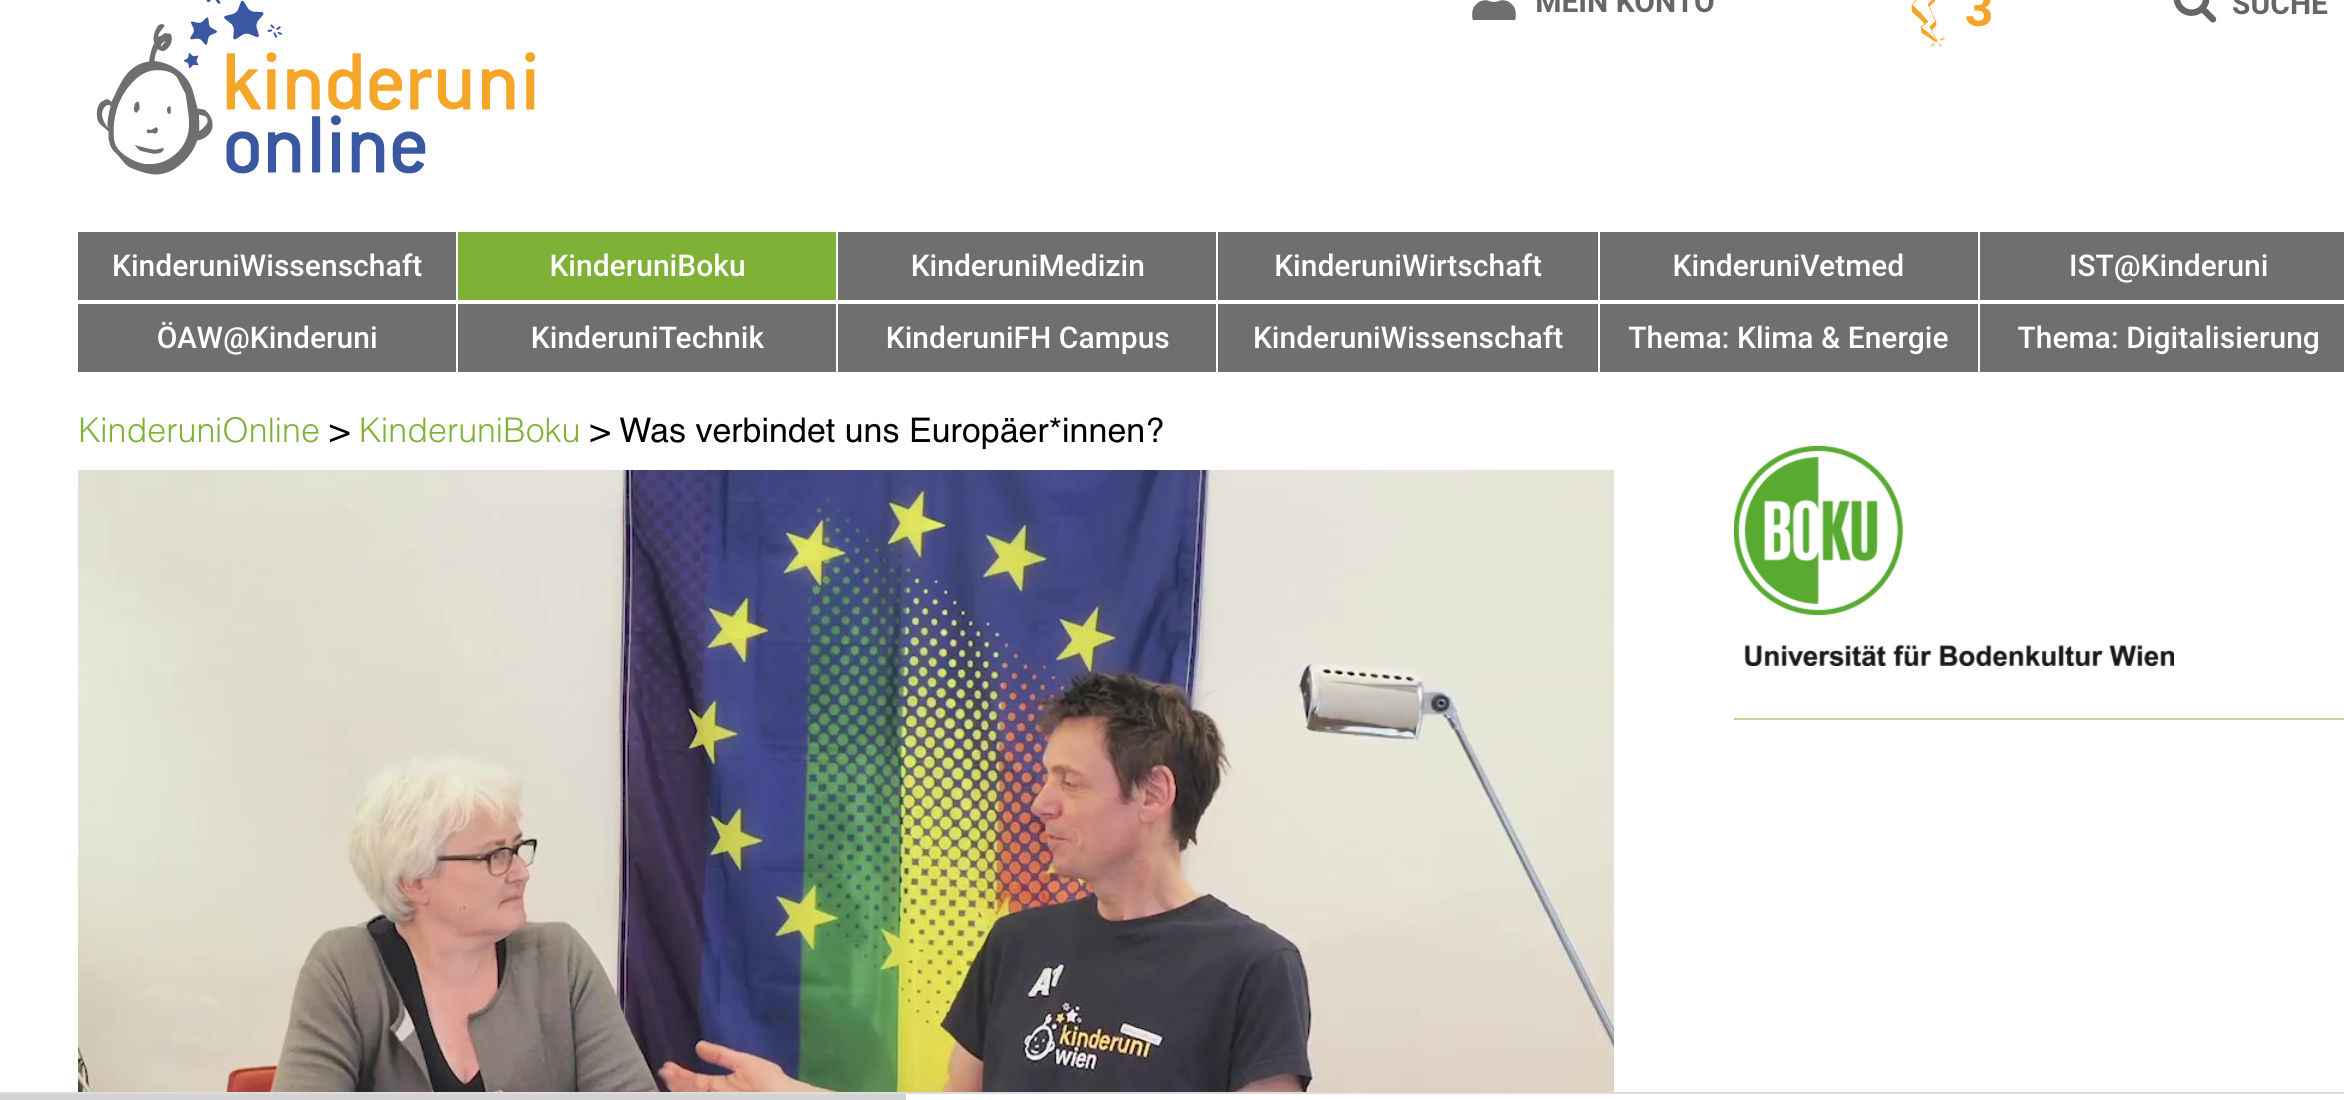 MEIN KONTO
3
SUCHE
kinderuni
online
KinderuniWissenschaft
KinderuniBoku
KinderuniMedizin
KinderuniWirtschaft
KinderuniVetmed
IST@Kinderuni
ÖAW@Kinderuni
KinderuniTechnik
KinderuniFH Campus
KinderuniWissenschaft
Thema: Klima & Energie
Thema: Digitalisierung
KinderuniOnline > KinderuniBoku > Was verbindet uns Europäer*innen?
BOKU
Universität für Bodenkultur Wien
A1
kinderuni
wien